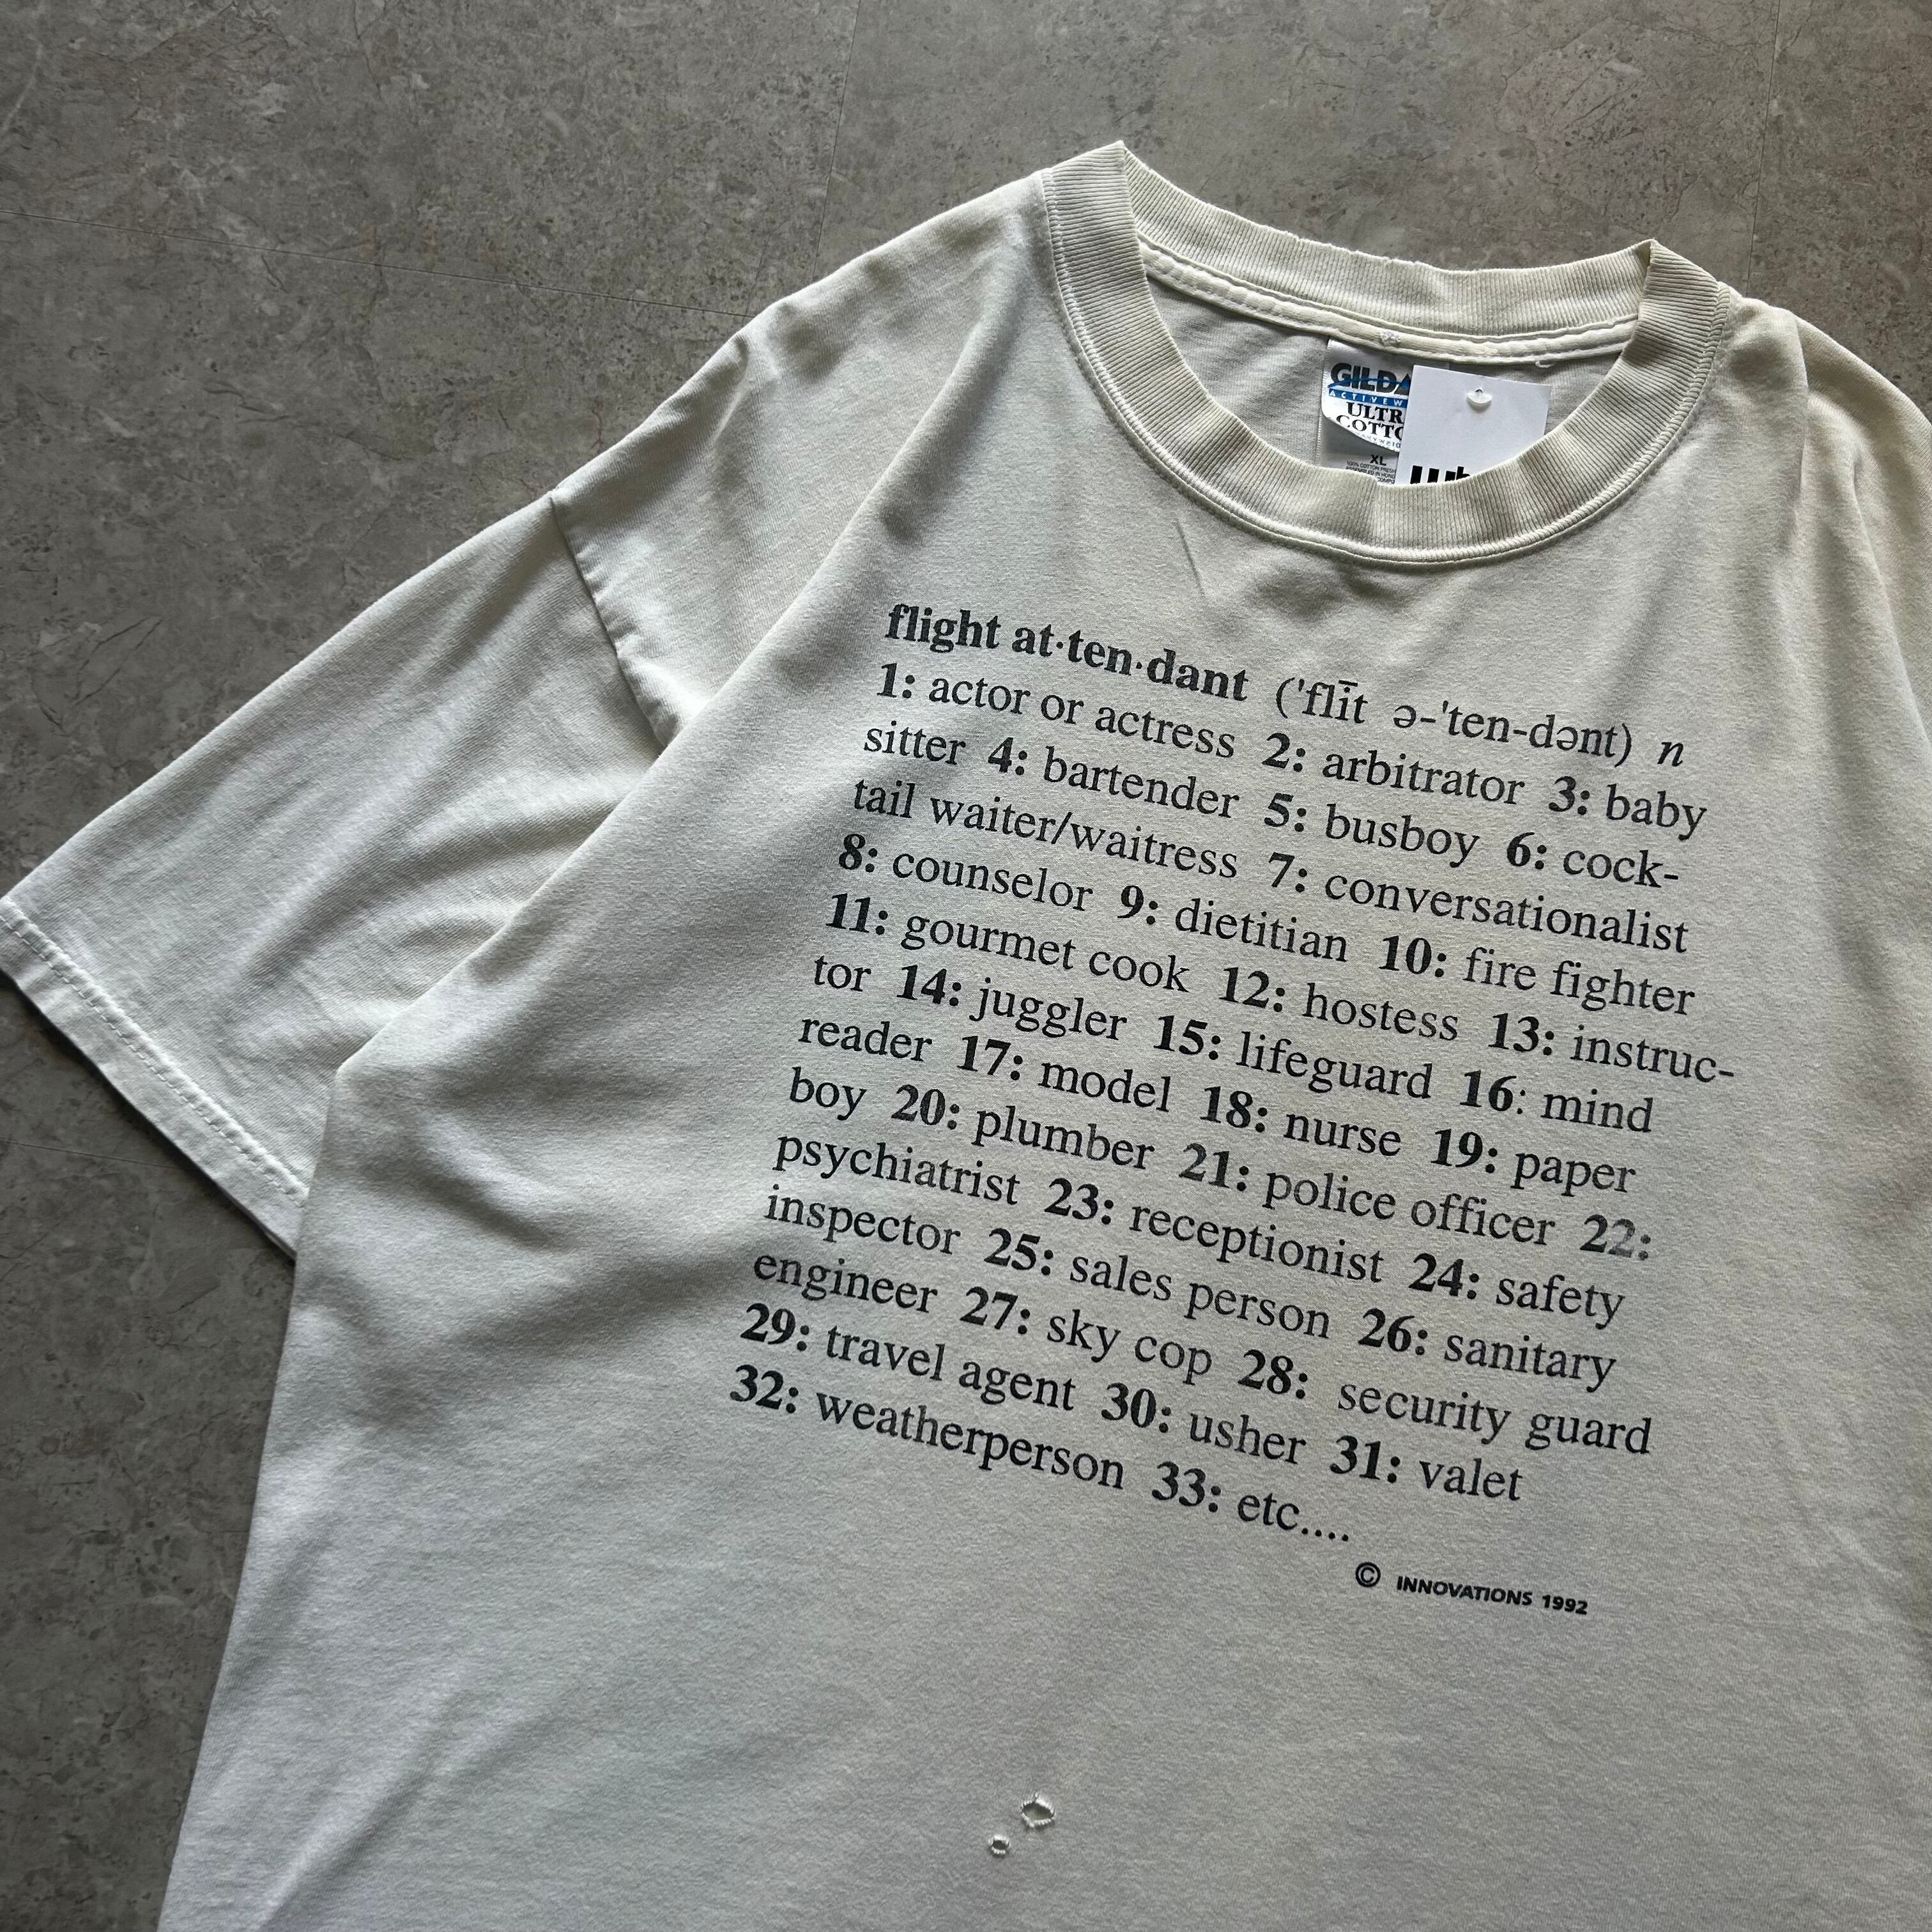 GILDA
ACTIVEW
ULTR
COTTO
XL
flight at·ten·dant ('flīt ə-'ten-dənt) n
1: actor or actress 2: arbitrator 3: baby
sitter 4: bartender 5: busboy 6: cock-
tail waiter/waitress 7: conversationalist
8: counselor 9: dietitian 10: fire fighter
11: gourmet cook 12: hostess 13: instruc-
tor 14: juggler 15: lifeguard 16: mind
reader 17: model 18: nurse 19: paper
boy 20: plumber 21: police officer 22:
psychiatrist 23: receptionist 24: safety
inspector 25: sales person 26: sanitary
engineer 27: sky cop 28: security guard
29: travel agent 30: usher 31: valet
32: weatherperson 33: etc....
© INNOVATIONS 1992